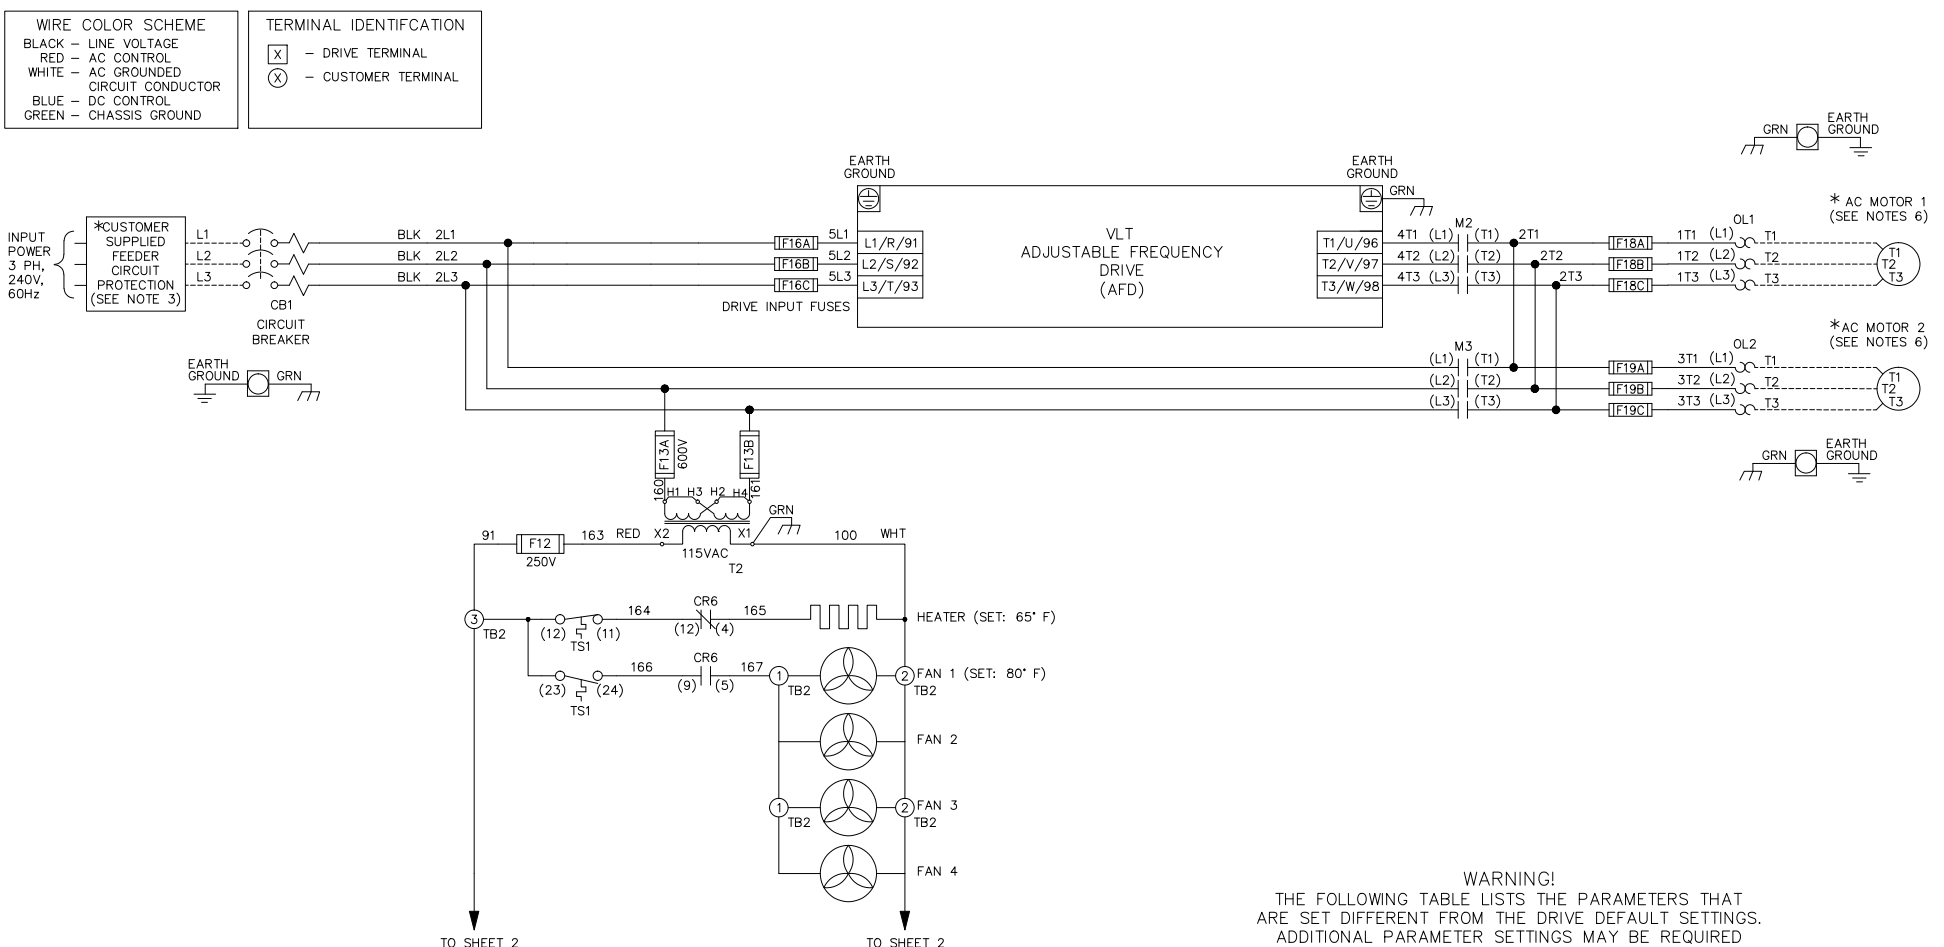 WIRE COLOR SCHEME
BLACK – LINE VOLTAGE
RED – AC CONTROL
WHITE – AC GROUNDED
CIRCUIT CONDUCTOR
BLUE – DC CONTROL
GREEN – CHASSIS GROUND
TERMINAL IDENTIFCATION
X – DRIVE TERMINAL
X – CUSTOMER TERMINAL
INPUT
POWER
3 PH,
240V,
60Hz
*CUSTOMER
SUPPLIED
FEEDER
CIRCUIT
PROTECTION
(SEE NOTE 3)
L1
L2
L3
CB1
CIRCUIT
BREAKER
BLK 2L1
BLK 2L2
BLK 2L3
EARTH
GROUND
GRN
F16A 5L1
F16B 5L2
F16C 5L3
DRIVE INPUT FUSES
EARTH
GROUND
L1/R/91
L2/S/92
L3/T/93
VLT
ADJUSTABLE FREQUENCY
DRIVE
(AFD)
EARTH
GROUND
GRN
T1/U/96
T2/V/97
T3/W/98
4T1 (L1) M2 (T1) 2T1
4T2 (L2) (T2) 2T2
4T3 (L3) (T3) 2T3
F18A 1T1 (L1) OL1 T1
F18B 1T2 (L2) T2
F18C 1T3 (L3) T3
GRN
EARTH
GROUND
* AC MOTOR 1
(SEE NOTES 6)
T1
T2
T3
(L1) M3 (T1)
(L2) (T2)
(L3) (T3)
F19A 3T1 (L1) OL2 T1
F19B 3T2 (L2) T2
F19C 3T3 (L3) T3
*AC MOTOR 2
(SEE NOTES 6)
T1
T2
T3
GRN
EARTH
GROUND
F13A
600V
F13B
160
161
H1 H3 H2 H4
GRN
91 F12 163 RED X2 X1 100 WHT
250V
115VAC
T2
3
TB2
(12) (11)
TS1
164
CR6
(12) (4)
165
HEATER (SET: 65° F)
(23) (24)
TS1
166
CR6
(9) (5)
167
1
TB2
2
TB2
FAN 1 (SET: 80° F)
FAN 2
1
TB2
2
TB2
FAN 3
FAN 4
TO SHEET 2
TO SHEET 2
WARNING!
THE FOLLOWING TABLE LISTS THE PARAMETERS THAT
ARE SET DIFFERENT FROM THE DRIVE DEFAULT SETTINGS.
ADDITIONAL PARAMETER SETTINGS MAY BE REQUIRED